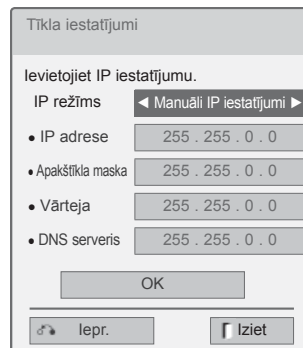 Tīkla iestatījumi
Ievietojiet IP iestatījumu.
IP režīms ◄ Manuāli IP iestatījumi ►
• IP adrese 255 . 255 . 0 . 0
• Apakštīkla maska 255 . 255 . 0 . 0
• Vārteja 255 . 255 . 0 . 0
• DNS serveris 255 . 255 . 0 . 0
OK
Iepr. Iziet